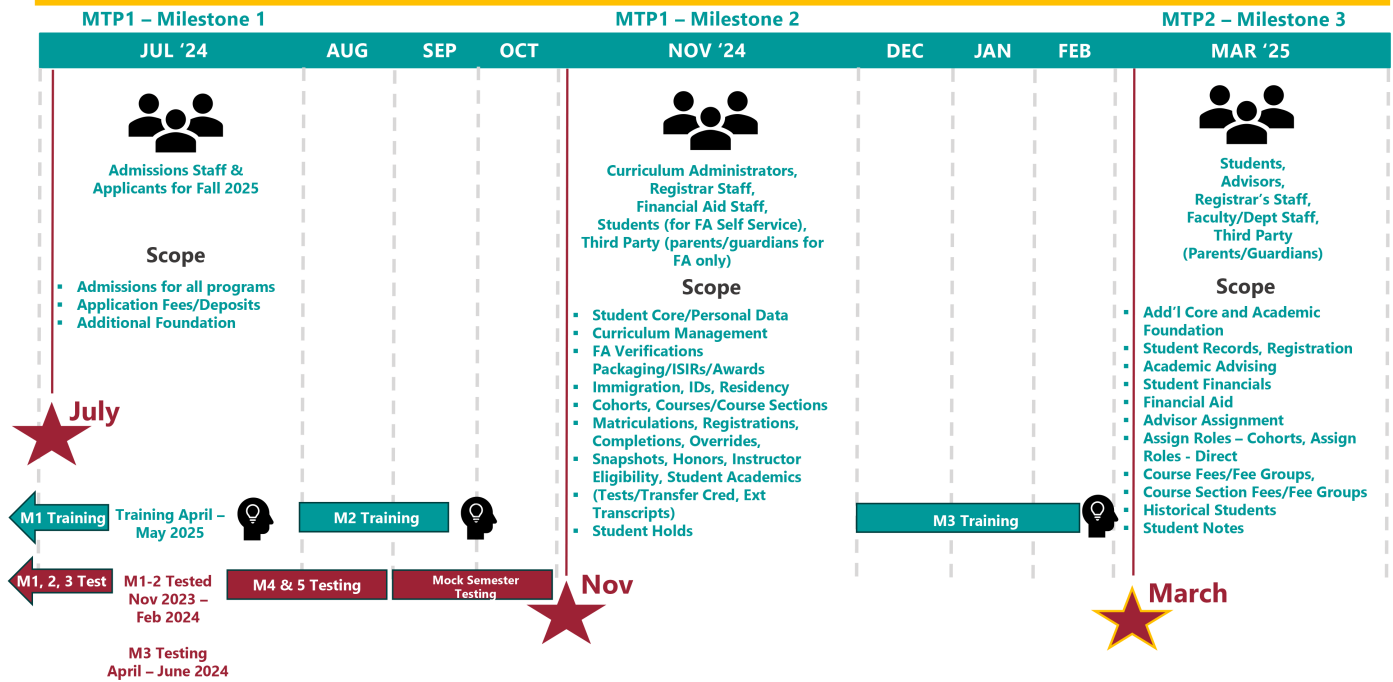 MTP1 – Milestone 1
MTP1 – Milestone 2
MTP2 – Milestone 3
JUL ‘24
AUG
SEP
OCT
NOV ‘24
DEC
JAN
FEB
MAR ‘25
Admissions Staff &
Applicants for Fall 2025
Scope
▪ Admissions for all programs
▪ Application Fees/Deposits
▪ Additional Foundation
July
Curriculum Administrators,
Registrar Staff,
Financial Aid Staff,
Students (for FA Self Service),
Third Party (parents/guardians for
FA only)
Scope
▪ Student Core/Personal Data
▪ Curriculum Management
▪ FA Verifications
Packaging/ISIRs/Awards
▪ Immigration, IDs, Residency
▪ Cohorts, Courses/Course Sections
▪ Matriculations, Registrations,
Completions, Overrides,
▪ Snapshots, Honors, Instructor
Eligibility, Student Academics
▪ (Tests/Transfer Cred, Ext
Transcripts)
▪ Student Holds
Students,
Advisors,
Registrar’s Staff,
Faculty/Dept Staff,
Third Party
(Parents/Guardians)
Scope
▪ Add’l Core and Academic
Foundation
▪ Student Records, Registration
▪ Academic Advising
▪ Student Financials
▪ Financial Aid
▪ Advisor Assignment
▪ Assign Roles – Cohorts, Assign
Roles - Direct
▪ Course Fees/Fee Groups,
▪ Course Section Fees/Fee Groups
▪ Historical Students
▪ Student Notes
M1 Training
Training April –
May 2025
M2 Training
M3 Training
M1, 2, 3 Test
M1-2 Tested
Nov 2023 –
Feb 2024
M3 Testing
April – June 2024
M4 & 5 Testing
Mock Semester
Testing
Nov
March